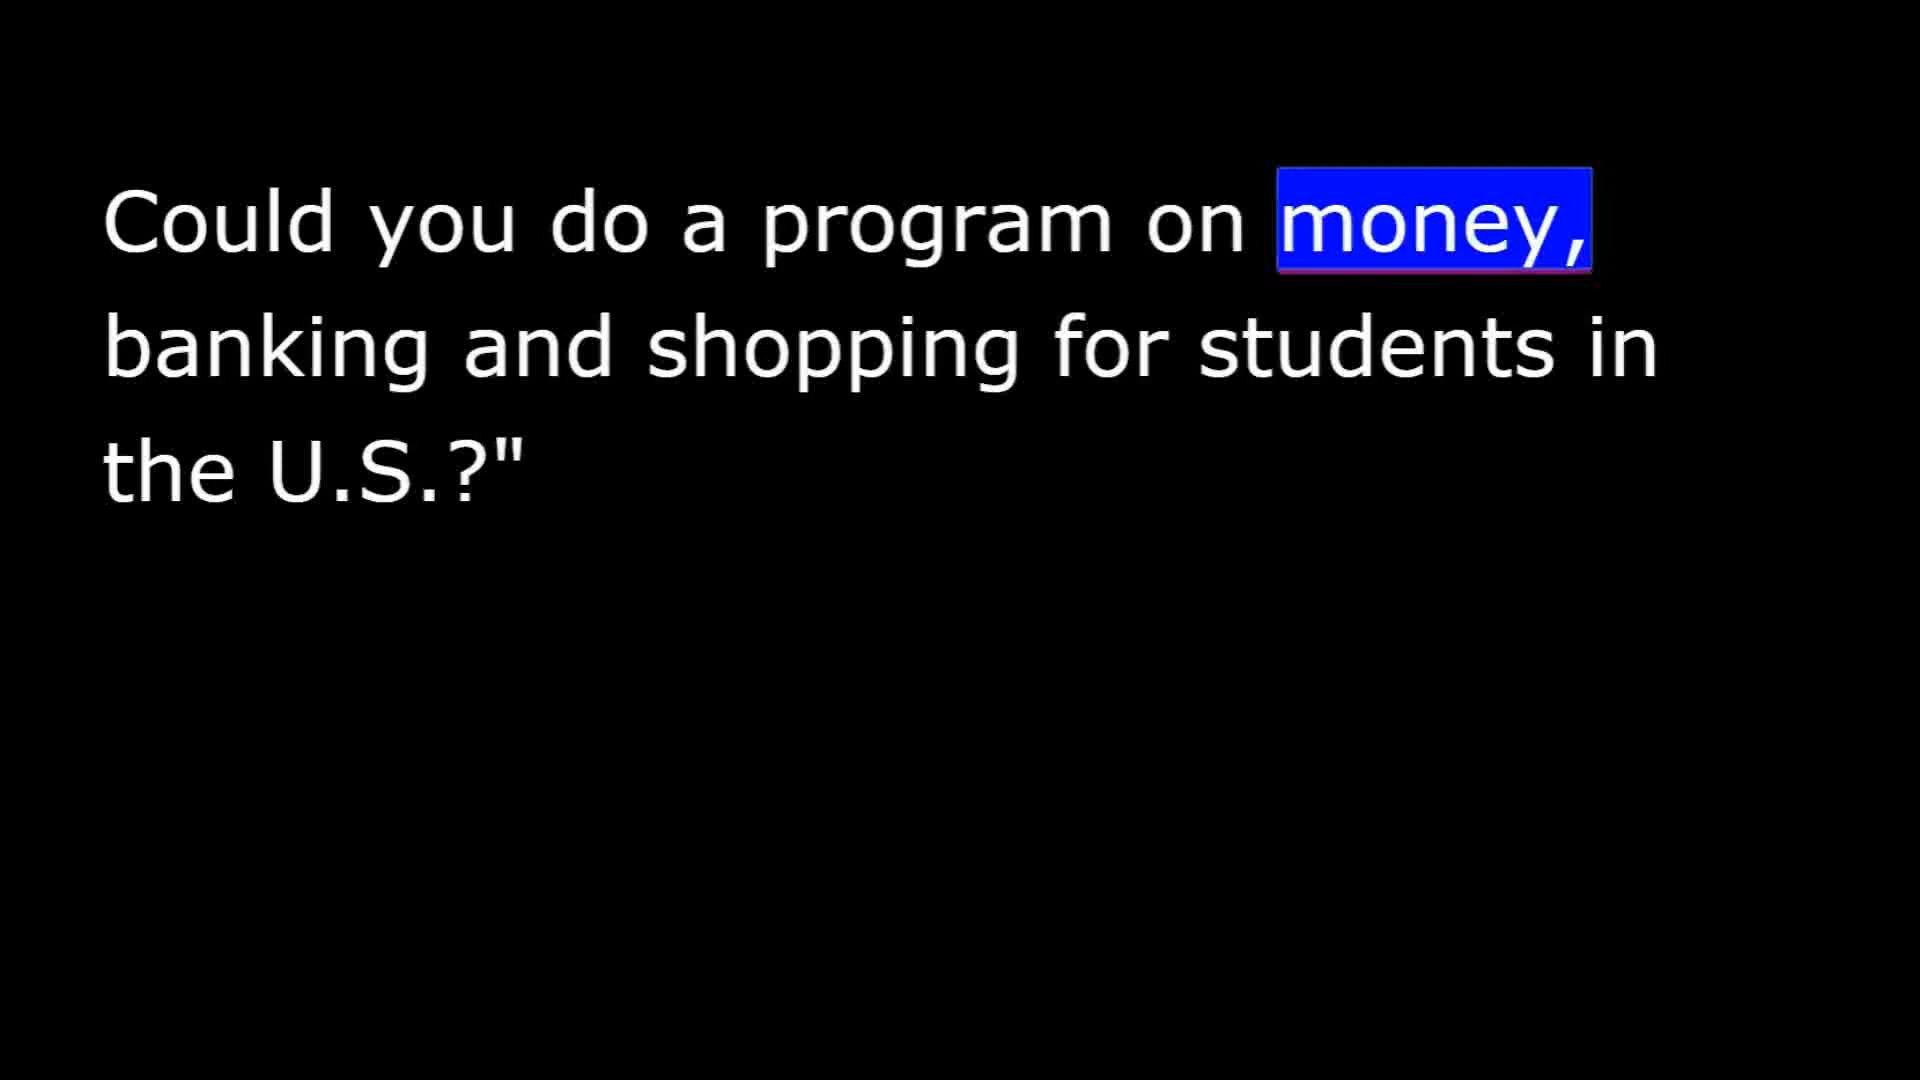 Could you do a program on money,
banking and shopping for students in
the U.S.?"